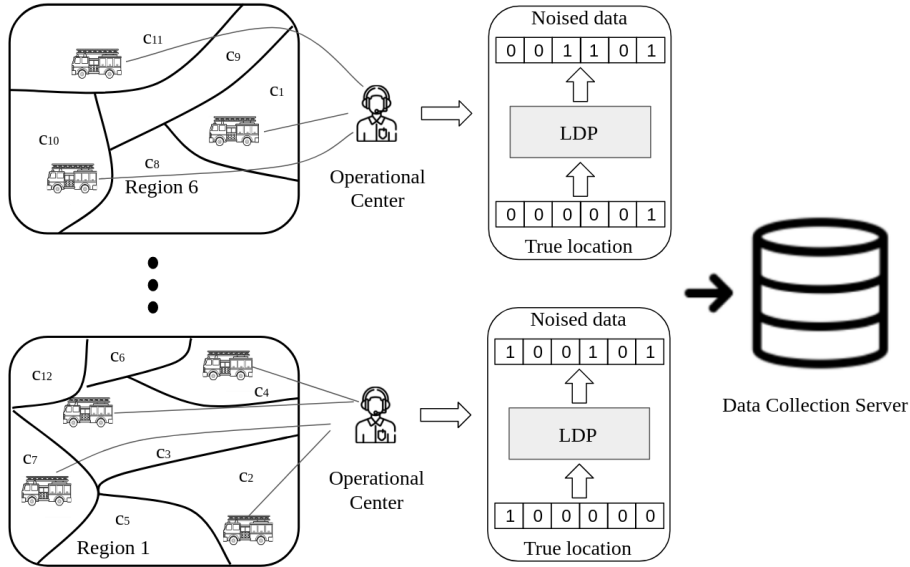 c11
c9
c1
c10
c8
Region 6
Operational
Center
Noised data
0 0 1 1 0 1
LDP
0 0 0 0 0 1
True location
c6
c12
c4
c7
c3
c2
c5
Region 1
Operational
Center
Noised data
1 0 0 1 0 1
LDP
1 0 0 0 0 0
True location
Data Collection Server